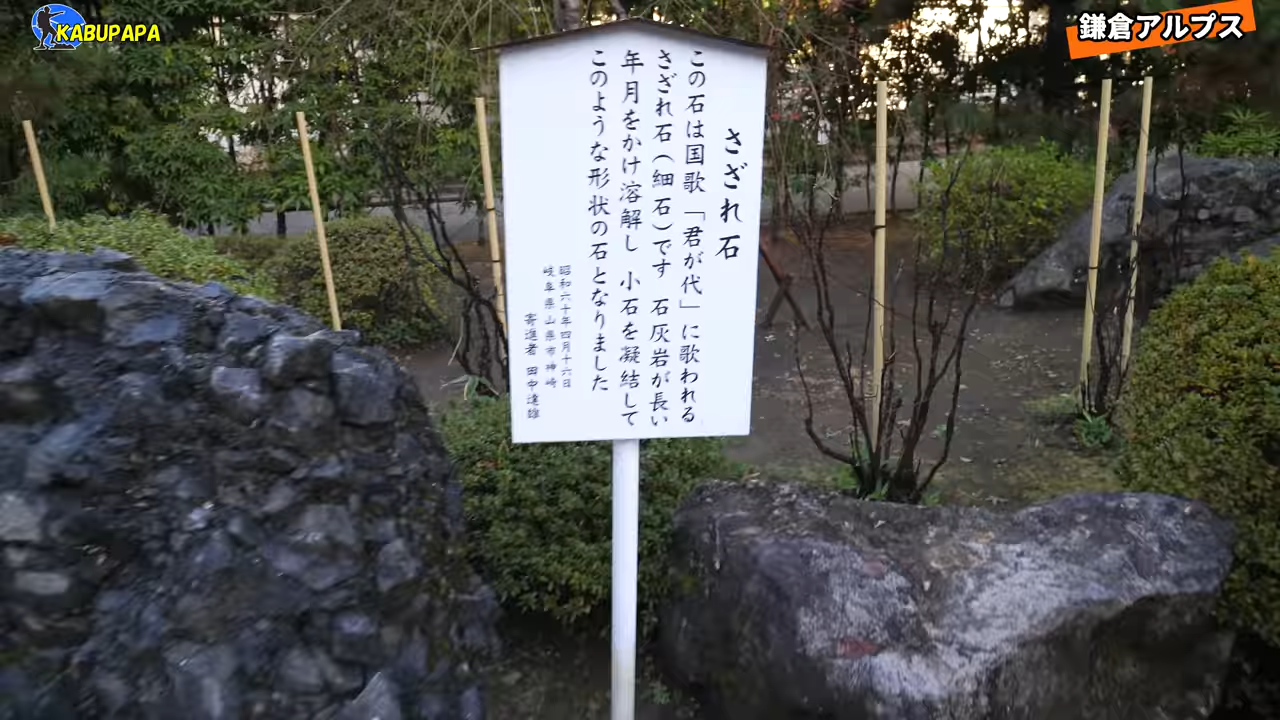 KABUPAPA
鎌倉アルプス
さざれ石
この石は国歌「君が代」に歌われる
さざれ石(細石)です 石灰岩が長い
年月をかけ溶解し 小石を凝結して
このような形状の石となりました
昭和六十年四月十六日
岐阜県山県市神崎
寄進者 田中達雄